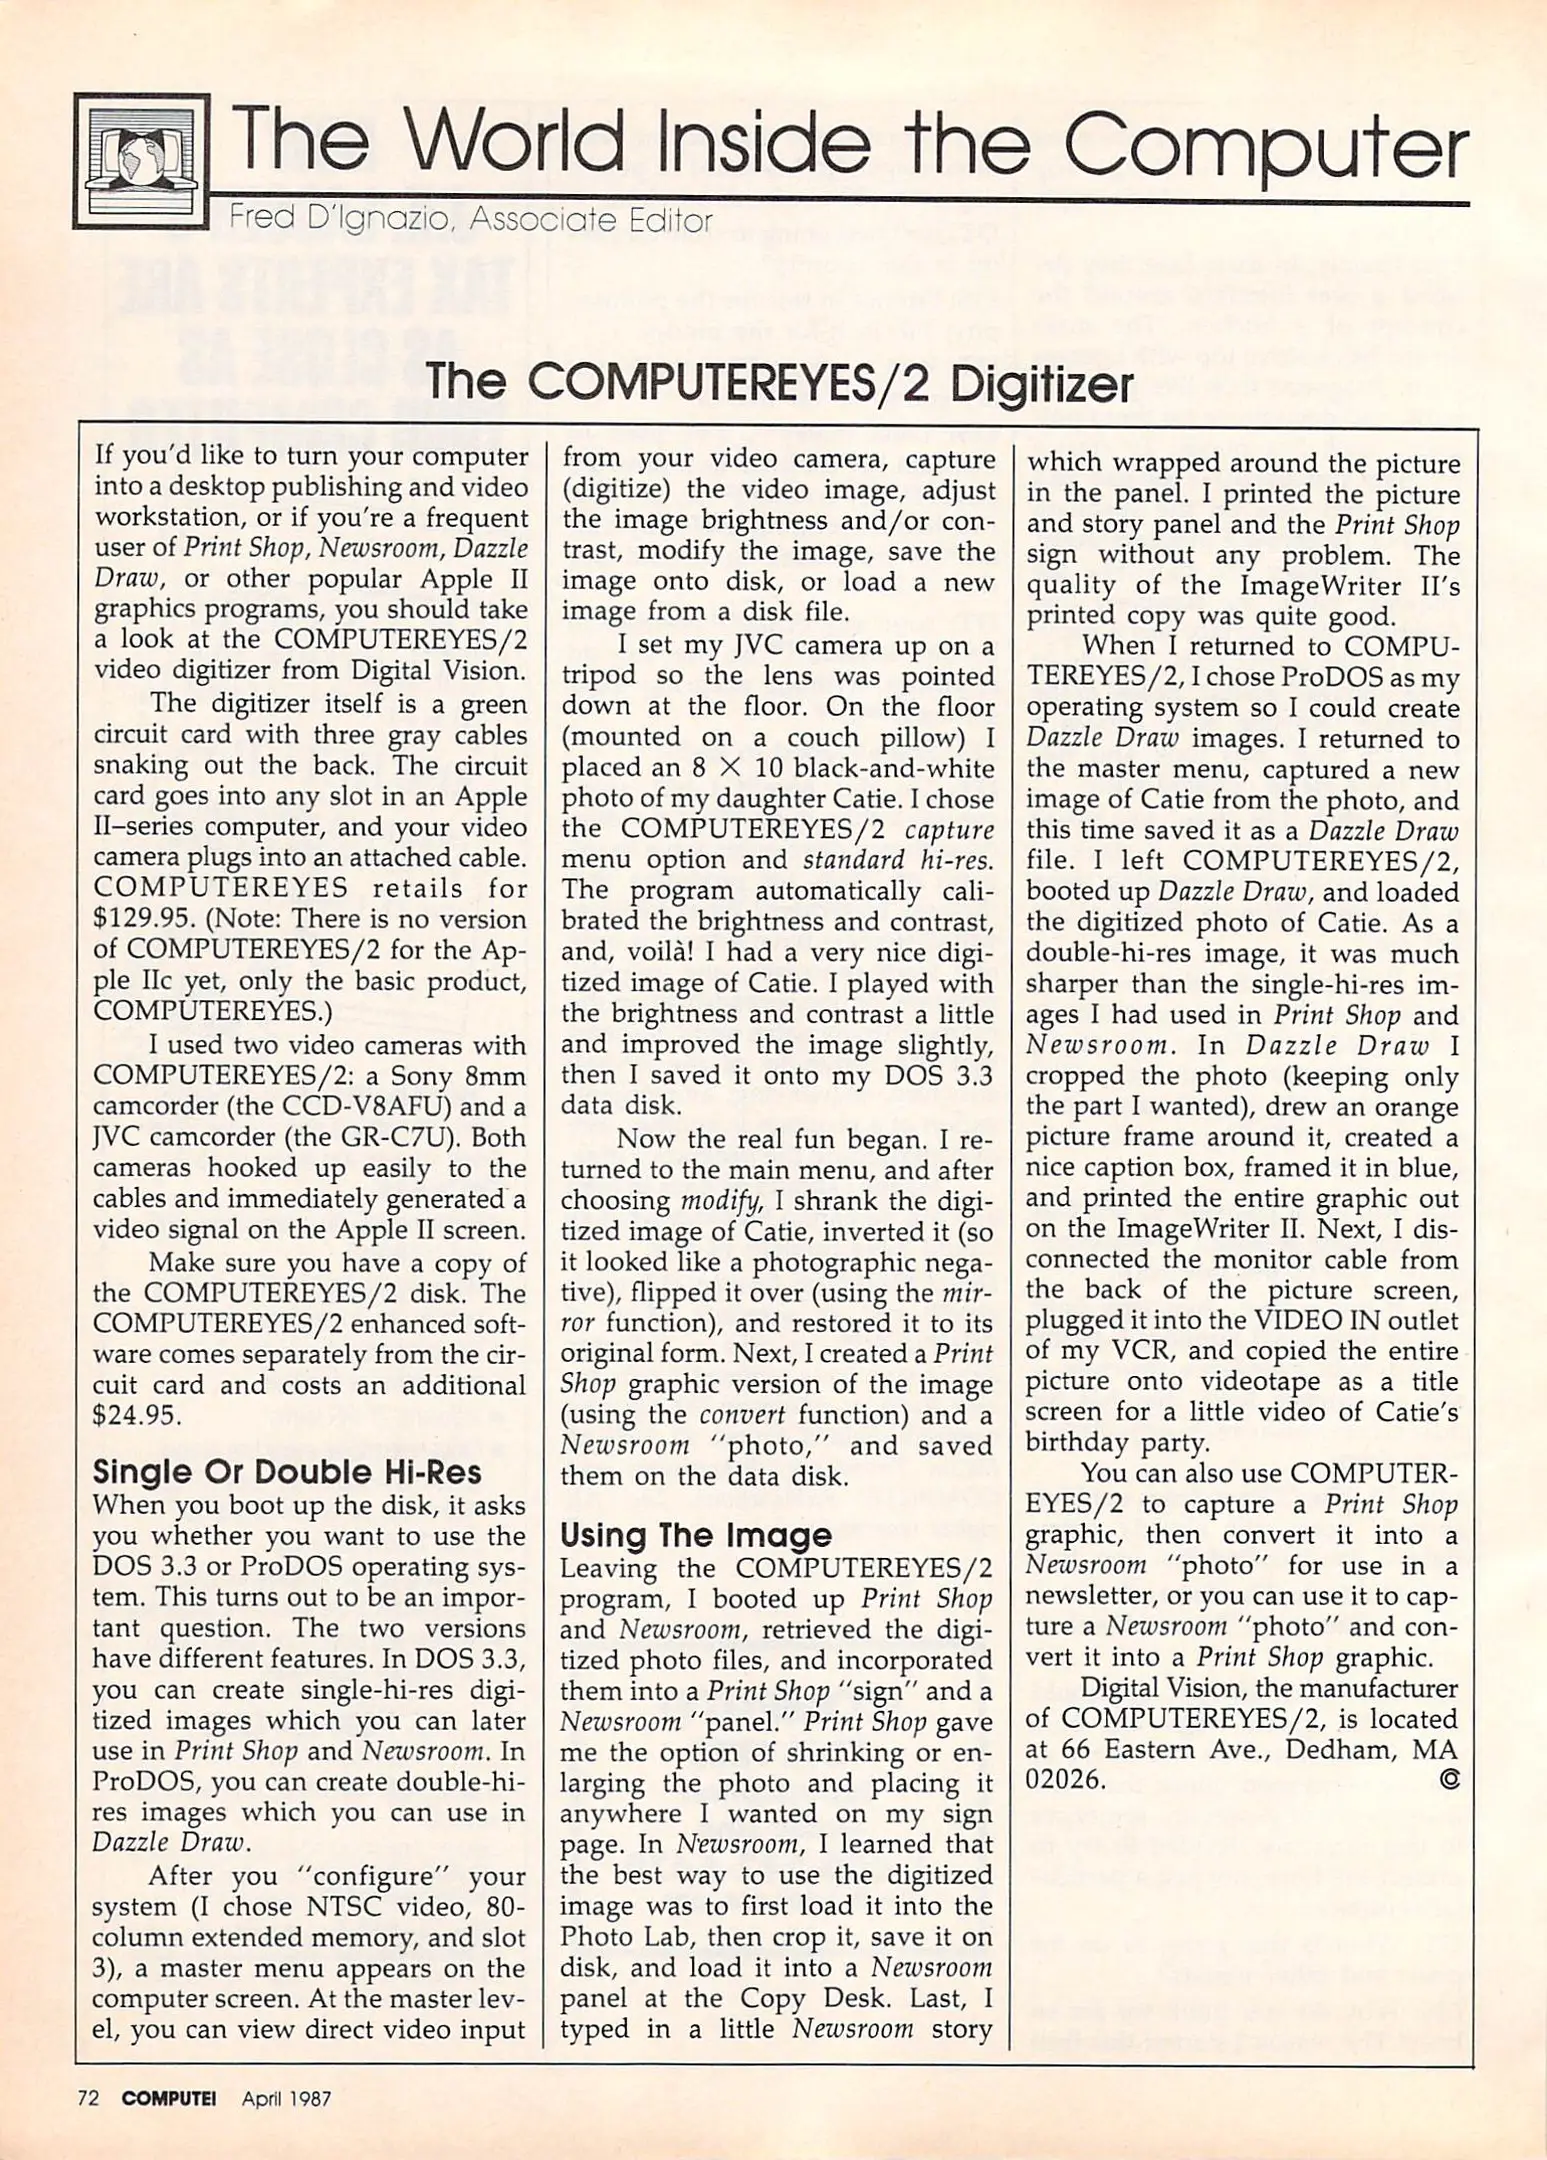 The World Inside the Computer
Fred D'Ignazio, Associate Editor
The COMPUTEREYES/2 Digitizer
If you'd like to turn your computer
into a desktop publishing and video
workstation, or if you're a frequent
user of Print Shop, Newsroom, Dazzle
Draw, or other popular Apple II
graphics programs, you should take
a look at the COMPUTEREYES/2
video digitizer from Digital Vision.
The digitizer itself is a green
circuit card with three gray cables
snaking out the back. The circuit
card goes into any slot in an Apple
II–series computer, and your video
camera plugs into an attached cable.
COMPUTEREYES retails for
$129.95. (Note: There is no version
of COMPUTEREYES/2 for the Ap-
ple IIc yet, only the basic product,
COMPUTEREYES.)
I used two video cameras with
COMPUTEREYES/2: a Sony 8mm
camcorder (the CCD-V8AFU) and a
JVC camcorder (the GR-C7U). Both
cameras hooked up easily to the
cables and immediately generated a
video signal on the Apple II screen.
Make sure you have a copy of
the COMPUTEREYES/2 disk. The
COMPUTEREYES/2 enhanced soft-
ware comes separately from the cir-
cuit card and costs an additional
$24.95.
Single Or Double Hi-Res
When you boot up the disk, it asks
you whether you want to use the
DOS 3.3 or ProDOS operating sys-
tem. This turns out to be an impor-
tant question. The two versions
have different features. In DOS 3.3,
you can create single-hi-res digi-
tized images which you can later
use in Print Shop and Newsroom. In
ProDOS, you can create double-hi-
res images which you can use in
Dazzle Draw.
After you "configure" your
system (I chose NTSC video, 80-
column extended memory, and slot
3), a master menu appears on the
computer screen. At the master lev-
el, you can view direct video input
from your video camera, capture
(digitize) the video image, adjust
the image brightness and/or con-
trast, modify the image, save the
image onto disk, or load a new
image from a disk file.
I set my JVC camera up on a
tripod so the lens was pointed
down at the floor. On the floor
(mounted on a couch pillow) I
placed an 8 × 10 black-and-white
photo of my daughter Catie. I chose
the COMPUTEREYES/2 capture
menu option and standard hi-res.
The program automatically cali-
brated the brightness and contrast,
and, voilà! I had a very nice digi-
tized image of Catie. I played with
the brightness and contrast a little
and improved the image slightly,
then I saved it onto my DOS 3.3
data disk.
Now the real fun began. I re-
turned to the main menu, and after
choosing modify, I shrank the digi-
tized image of Catie, inverted it (so
it looked like a photographic nega-
tive), flipped it over (using the mir-
ror function), and restored it to its
original form. Next, I created a Print
Shop graphic version of the image
(using the convert function) and a
Newsroom "photo," and saved
them on the data disk.
Using The Image
Leaving the COMPUTEREYES/2
program, I booted up Print Shop
and Newsroom, retrieved the digi-
tized photo files, and incorporated
them into a Print Shop "sign" and a
Newsroom "panel." Print Shop gave
me the option of shrinking or en-
larging the photo and placing it
anywhere I wanted on my sign
page. In Newsroom, I learned that
the best way to use the digitized
image was to first load it into the
Photo Lab, then crop it, save it on
disk, and load it into a Newsroom
panel at the Copy Desk. Last, I
typed in a little Newsroom story
which wrapped around the picture
in the panel. I printed the picture
and story panel and the Print Shop
sign without any problem. The
quality of the ImageWriter II's
printed copy was quite good.
When I returned to COMPU-
TEREYES/2, I chose ProDOS as my
operating system so I could create
Dazzle Draw images. I returned to
the master menu, captured a new
image of Catie from the photo, and
this time saved it as a Dazzle Draw
file. I left COMPUTEREYES/2,
booted up Dazzle Draw, and loaded
the digitized photo of Catie. As a
double-hi-res image, it was much
sharper than the single-hi-res im-
ages I had used in Print Shop and
Newsroom. In Dazzle Draw I
cropped the photo (keeping only
the part I wanted), drew an orange
picture frame around it, created a
nice caption box, framed it in blue,
and printed the entire graphic out
on the ImageWriter II. Next, I dis-
connected the monitor cable from
the back of the picture screen,
plugged it into the VIDEO IN outlet
of my VCR, and copied the entire
picture onto videotape as a title
screen for a little video of Catie's
birthday party.
You can also use COMPUTER-
EYES/2 to capture a Print Shop
graphic, then convert it into a
Newsroom "photo" for use in a
newsletter, or you can use it to cap-
ture a Newsroom "photo" and con-
vert it into a Print Shop graphic.
Digital Vision, the manufacturer
of COMPUTEREYES/2, is located
at 66 Eastern Ave., Dedham, MA
02026.
72 COMPUTE! April 1987